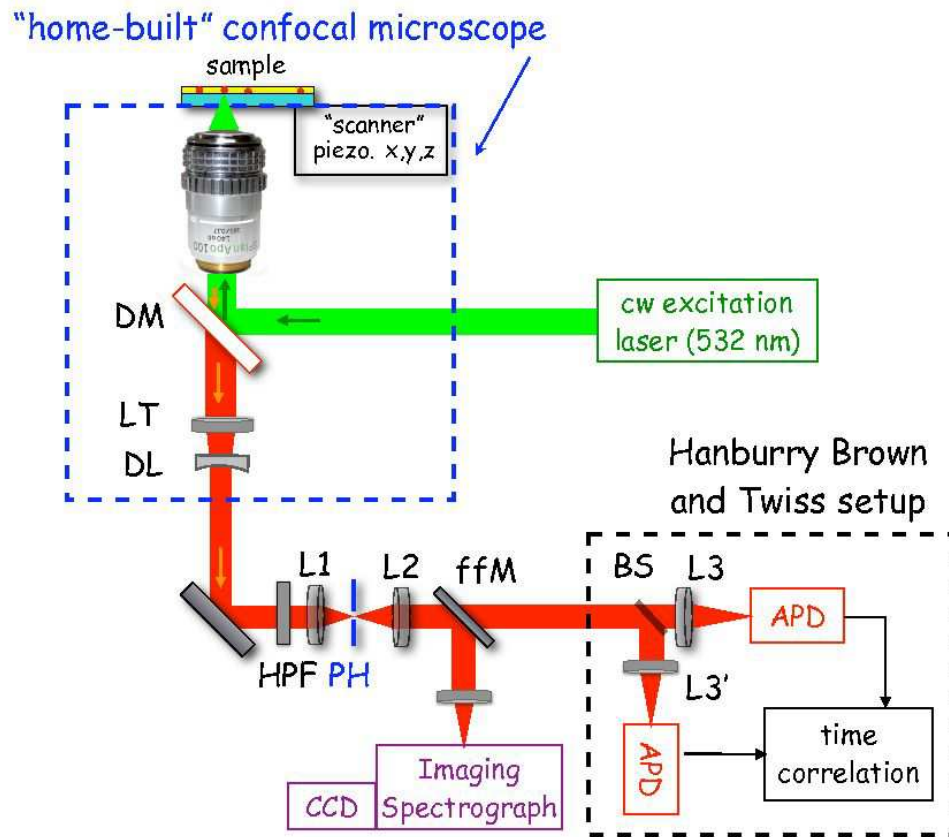 "home-built" confocal microscope
sample
"scanner"
piezo. x,y,z
DM
cw excitation
laser (532 nm)
LT
DL
Hanburry Brown
and Twiss setup
L1
L2
ffM
BS
L3
APD
HPF
PH
L3'
APD
time
correlation
Imaging
Spectrograph
CCD